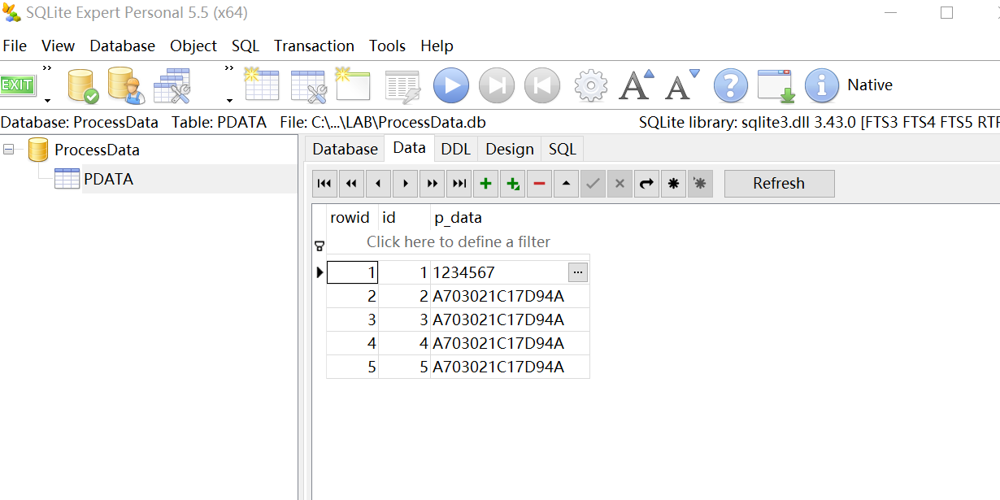 SQLite Expert Personal 5.5 (x64)
File View Database Object SQL Transaction Tools Help
EXIT Native
Database: ProcessData Table: PDATA File: C:\...\LAB\ProcessData.db SQLite library: sqlite3.dll 3.43.0 [FTS3 FTS4 FTS5 RTR
ProcessData
PDATA
Database Data DDL Design SQL
Refresh
rowid id p_data
Click here to define a filter
1 1 1234567 ...
2 2 A703021C17D94A
3 3 A703021C17D94A
4 4 A703021C17D94A
5 5 A703021C17D94A